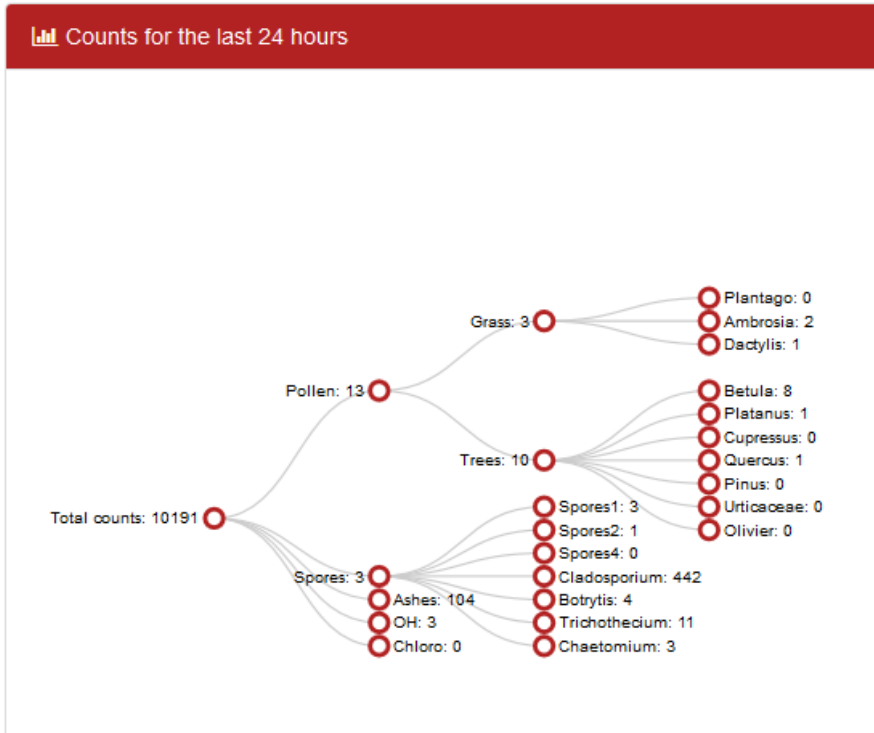 Counts for the last 24 hours
Plantago: 0
Grass: 3
Ambrosia: 2
Dactylis: 1
Pollen: 13
Betula: 8
Platanus: 1
Cupressus: 0
Trees: 10
Quercus: 1
Pinus: 0
Urticaceae: 0
Olivier: 0
Total counts: 10191
Spores1: 3
Spores2: 1
Spores4: 0
Spores: 3
Cladosporium: 442
Ashes: 104
Botrytis: 4
OH: 3
Trichothecium: 11
Chloro: 0
Chaetomium: 3